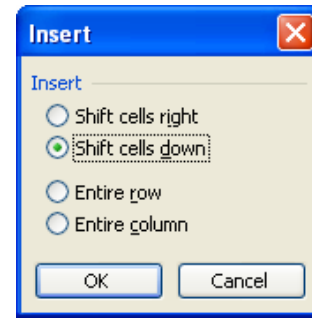 Insert
Insert
Shift cells right
Shift cells down
Entire row
Entire column
OK
Cancel